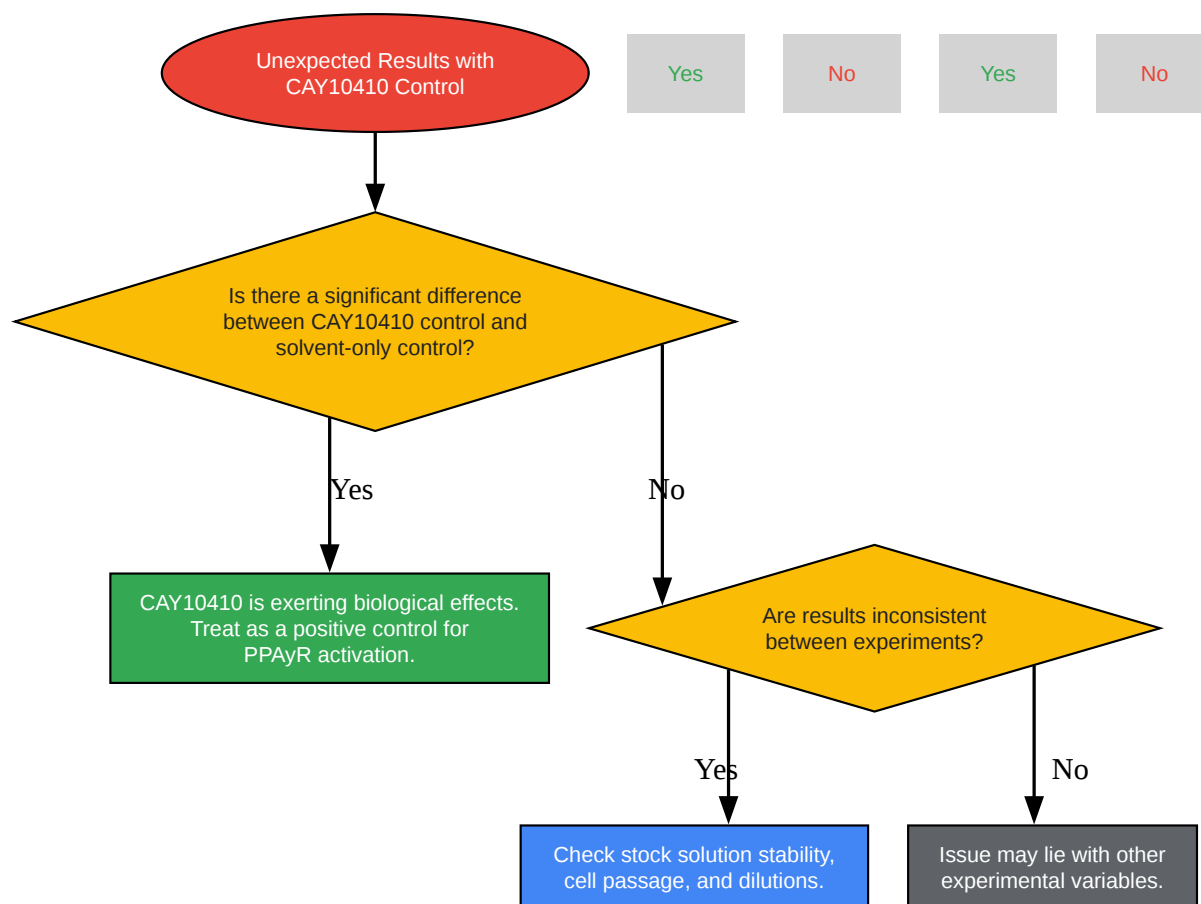 Unexpected Results with
CAY10410 Control
Yes
No
Yes
No
Is there a significant difference
between CAY10410 control and
solvent-only control?
Yes
No
CAY10410 is exerting biological effects.
Treat as a positive control for
PPAyR activation.
Are results inconsistent
between experiments?
Yes
No
Check stock solution stability,
cell passage, and dilutions.
Issue may lie with other
experimental variables.